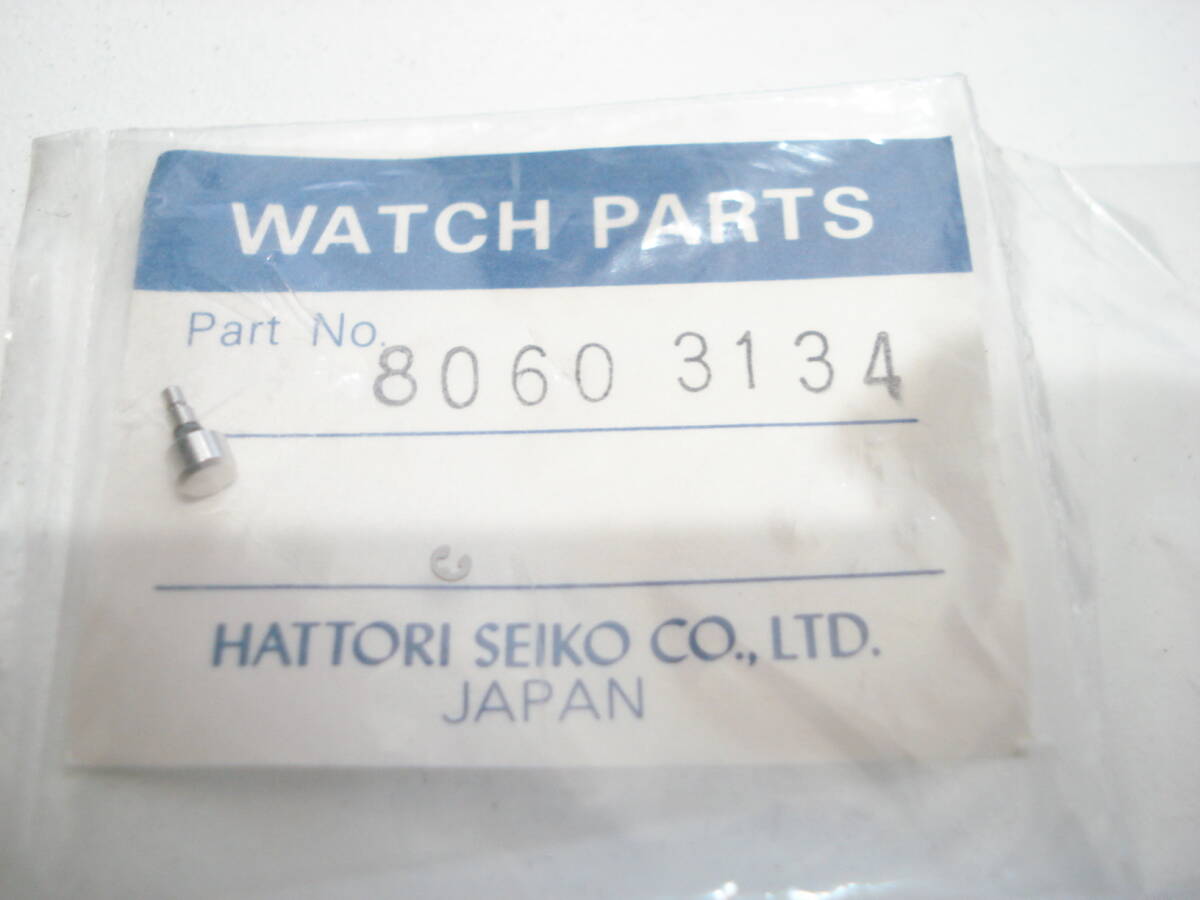 WATCH PARTS
Part No. 8060 3134
HATTORI SEIKO CO., LTD.
JAPAN